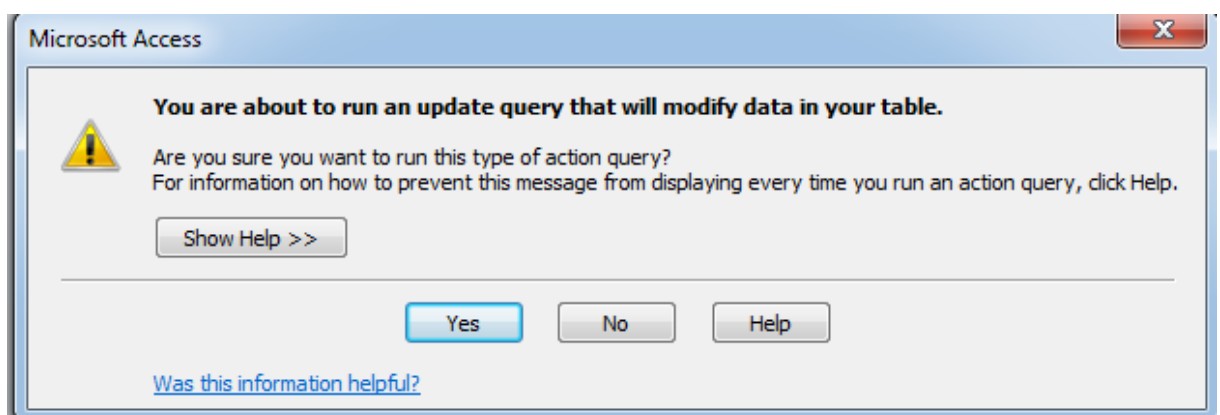 Microsoft Access
You are about to run an update query that will modify data in your table.
Are you sure you want to run this type of action query?
For information on how to prevent this message from displaying every time you run an action query, click Help.
Show Help >>
Yes No Help
Was this information helpful?